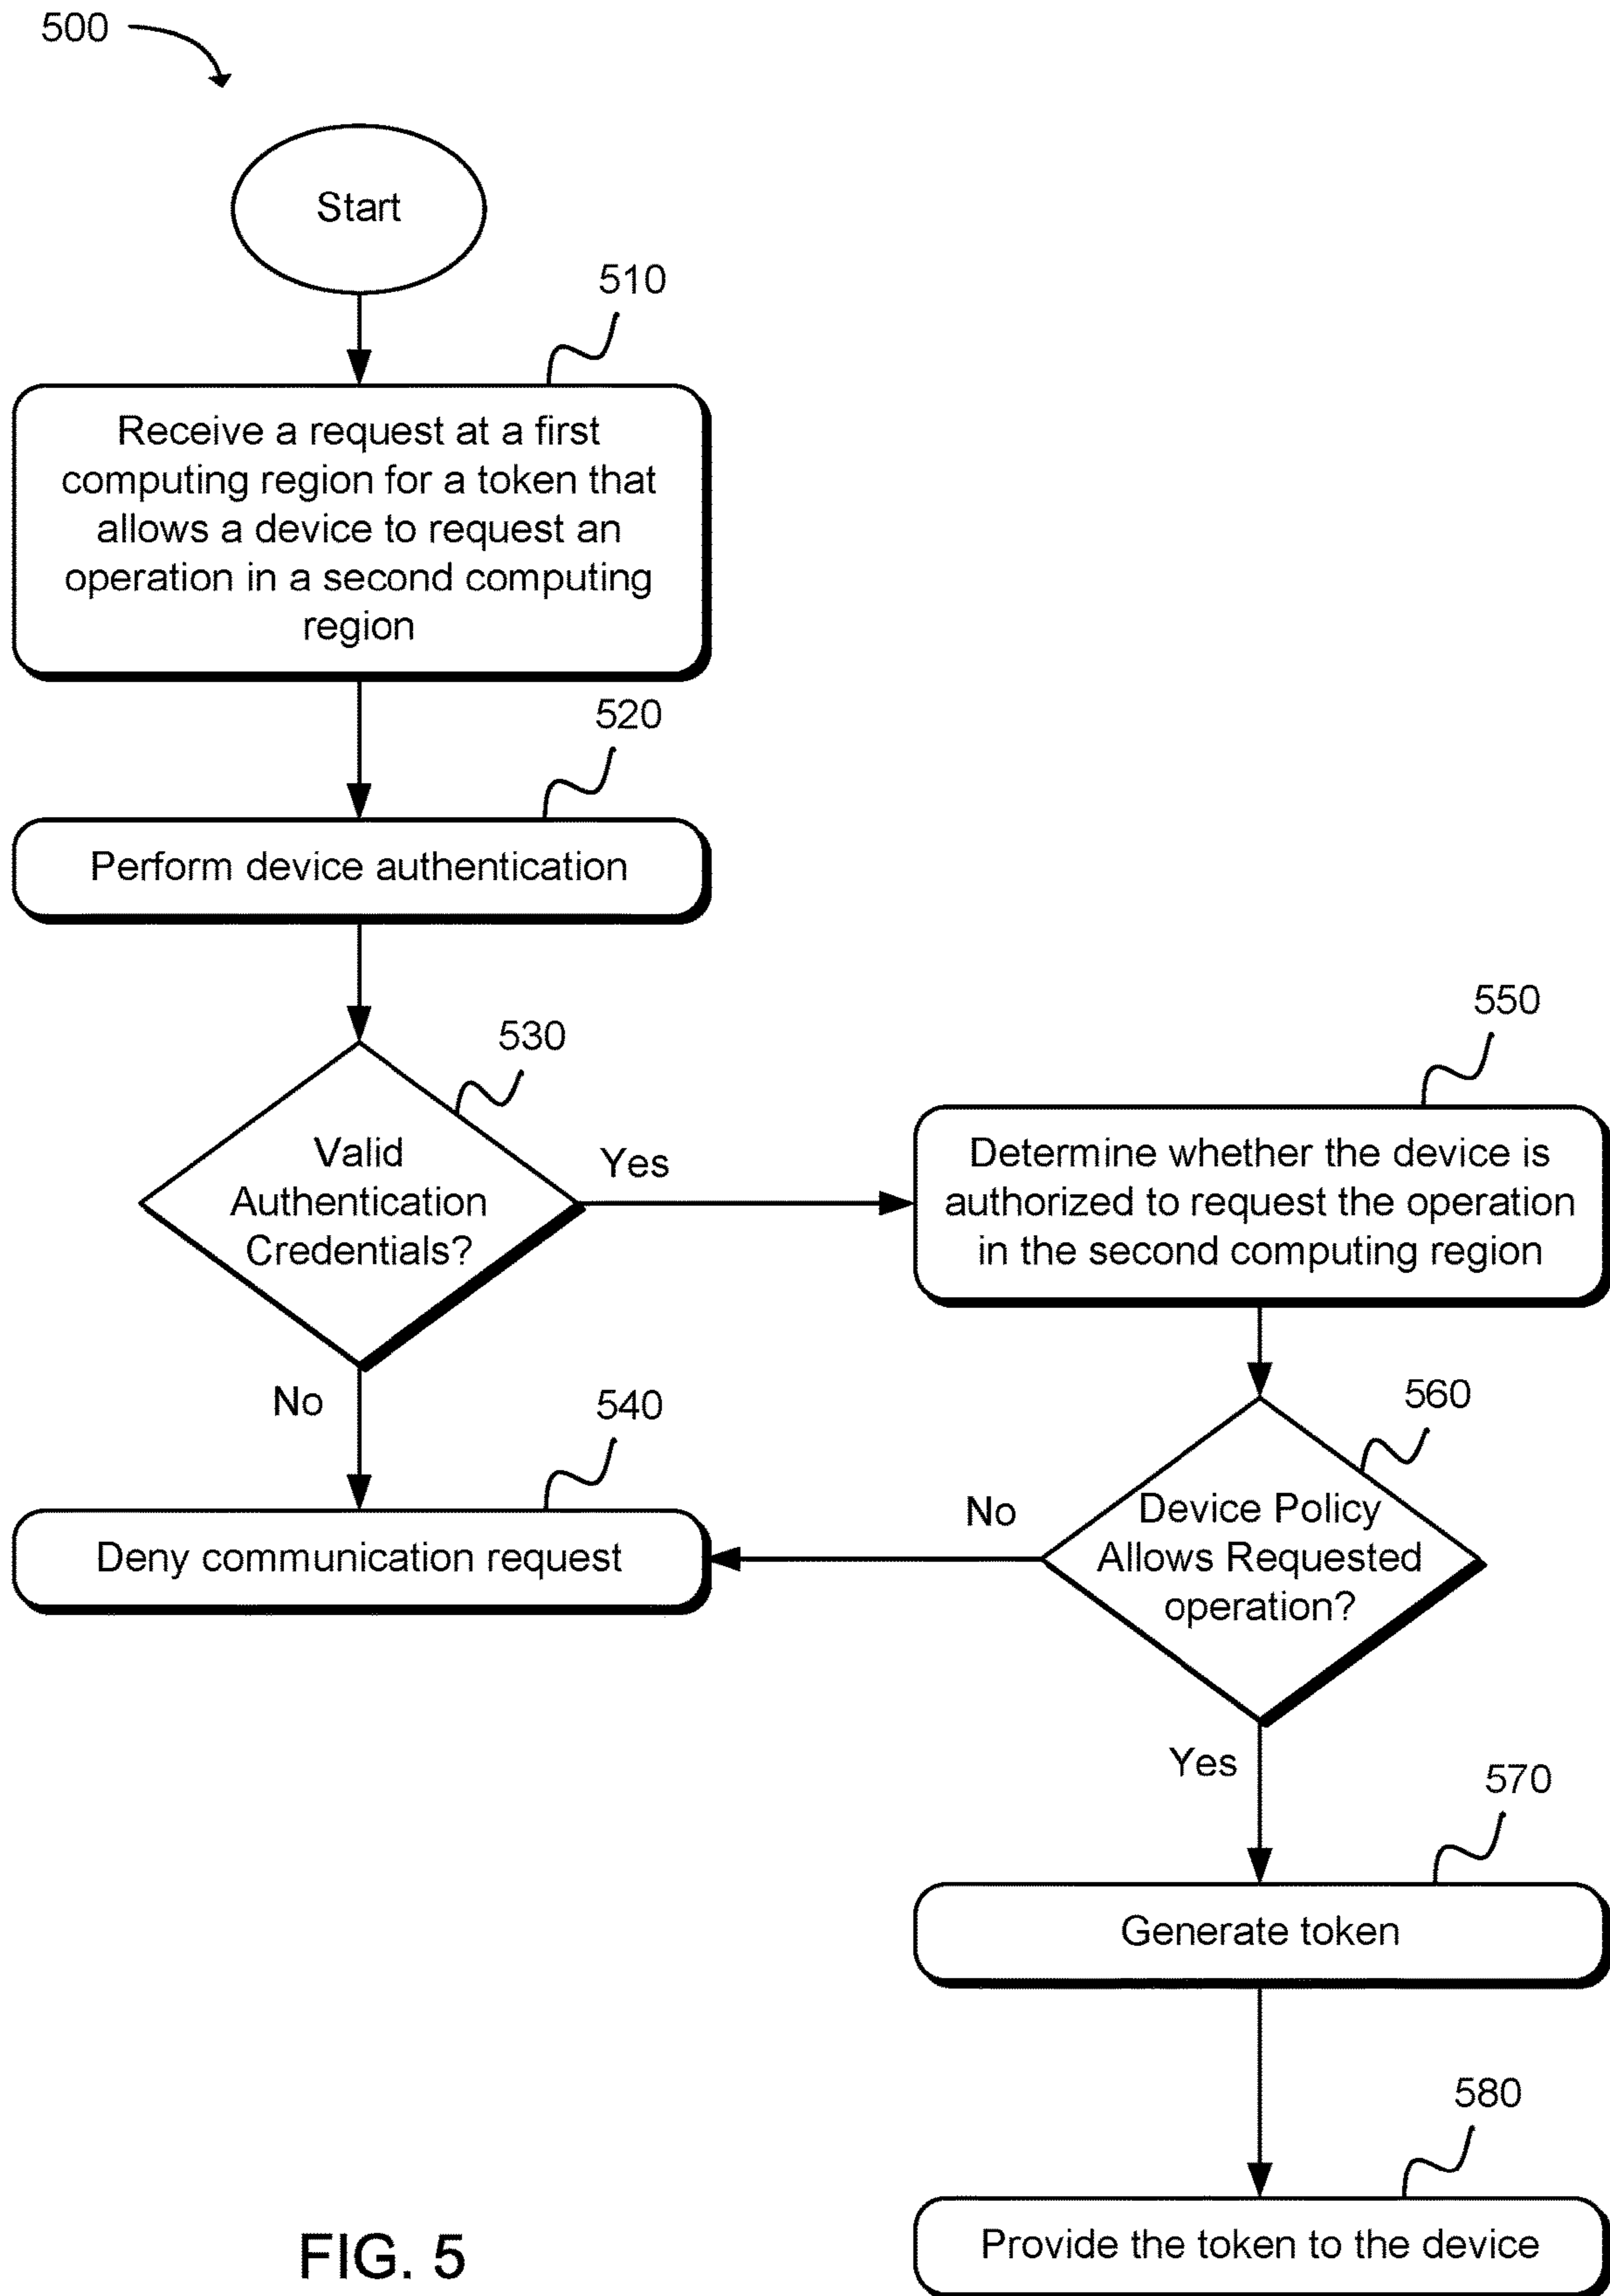 500
Start
510
Receive a request at a first
computing region for a token that
allows a device to request an
operation in a second computing
region
520
Perform device authentication
530
Valid
Authentication
Credentials?
Yes
No
540
Deny communication request
550
Determine whether the device is
authorized to request the operation
in the second computing region
560
Device Policy
Allows Requested
operation?
No
Yes
570
Generate token
580
Provide the token to the device
FIG. 5